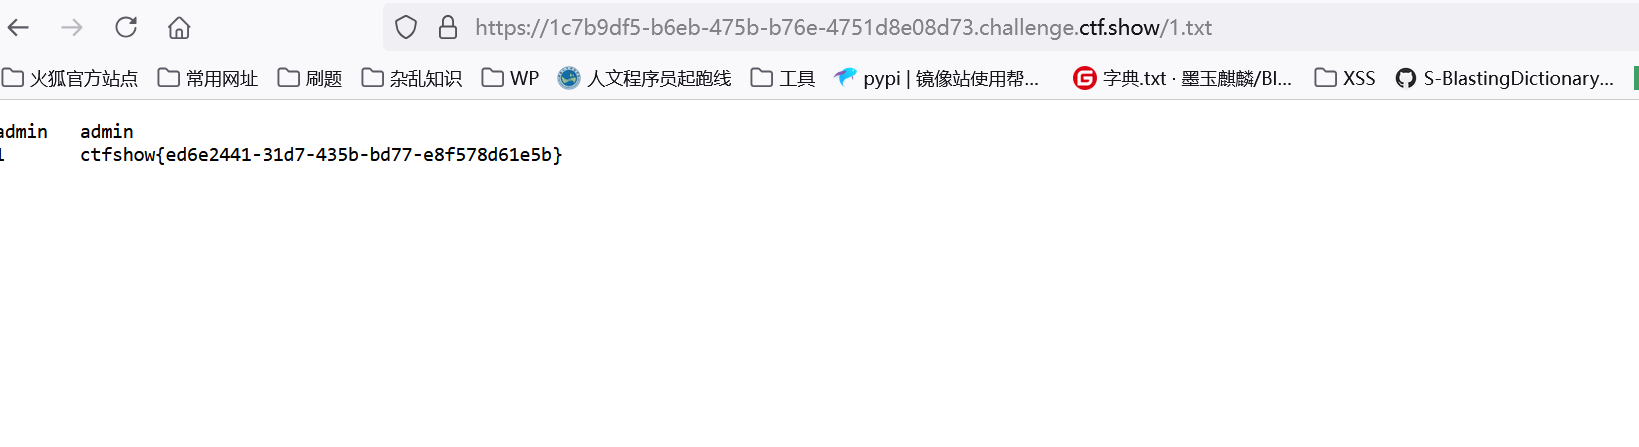 https://1c7b9df5-b6eb-475b-b76e-4751d8e08d73.challenge.ctf.show/1.txt
火狐官方站点 常用网址 刷题 杂乱知识 WP 人文程序员起跑线 工具 pypi | 镜像站使用帮... 字典.txt · 墨玉麒麟/Bl... XSS S-BlastingDictionary...
admin admin
1 ctfshow{ed6e2441-31d7-435b-bd77-e8f578d61e5b}